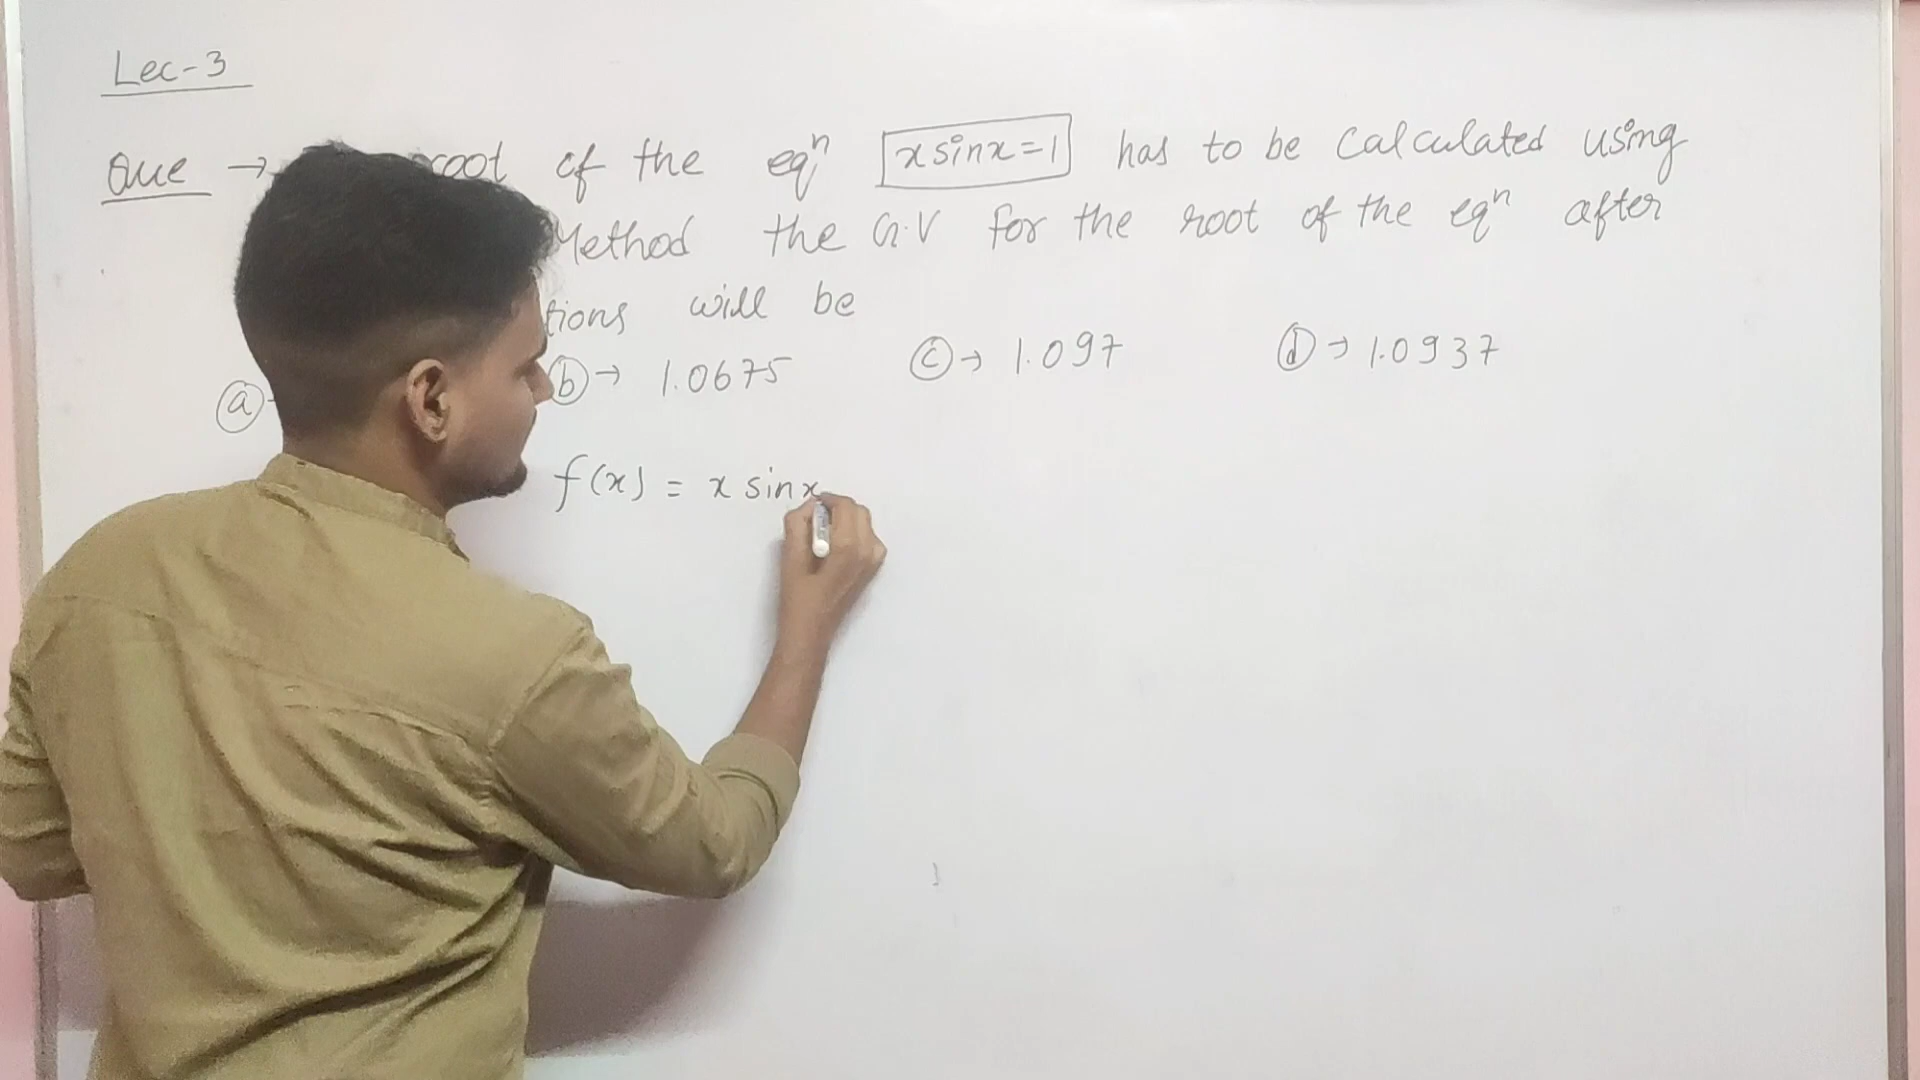 Lec-3
Que → root of the eqⁿ x sinx = 1 has to be calculated using
Method the G.V for the root of the eqⁿ after
will be
ⓐ ⓑ→ 1.0675 ⓒ→ 1.097 ⓓ→ 1.0937
f(x) = x sinx